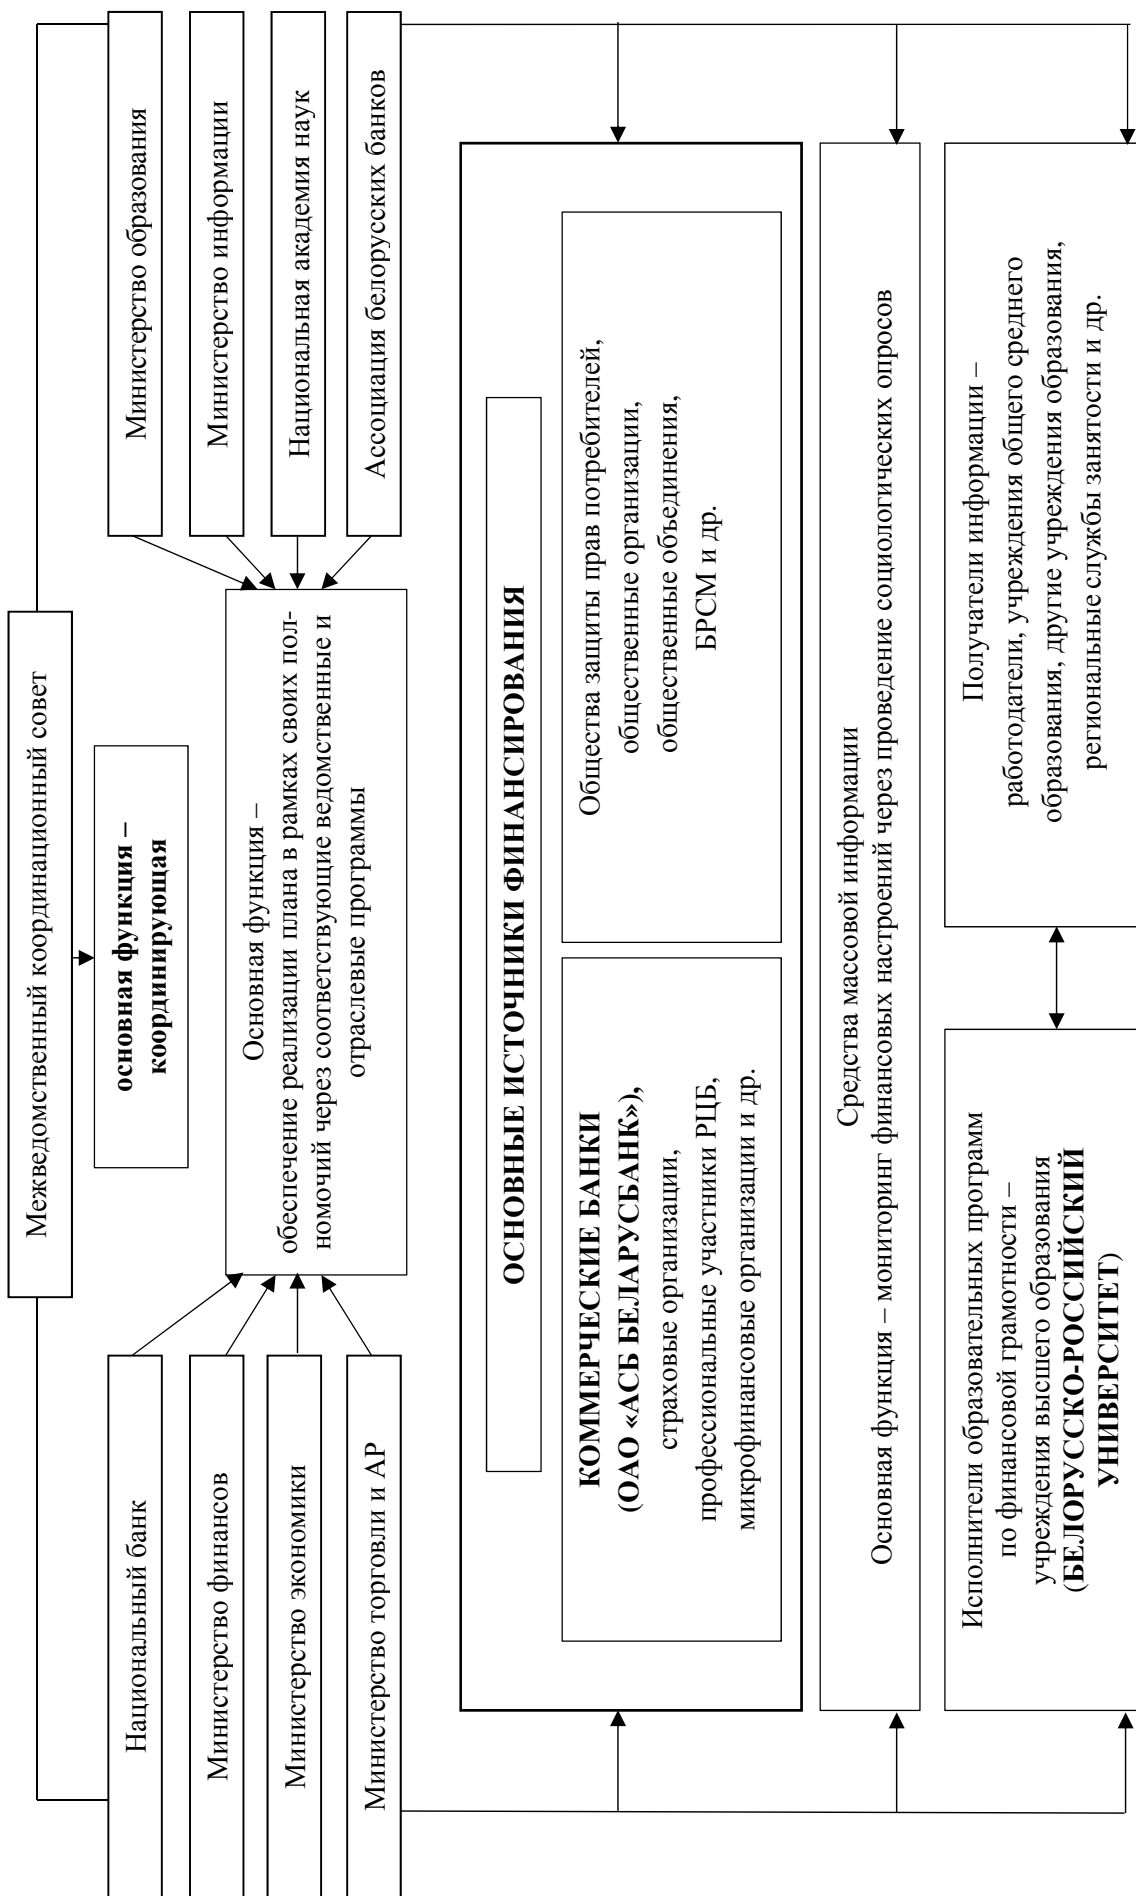 Межведомственный координационный совет
основная функция –
координирующая
Национальный банк
Министерство финансов
Министерство экономики
Министерство торговли и АР
Основная функция –
обеспечение реализации плана в рамках своих пол-
номочий через соответствующие ведомственные и
отраслевые программы
Министерство образования
Министерство информации
Национальная академия наук
Ассоциация белорусских банков
ОСНОВНЫЕ ИСТОЧНИКИ ФИНАНСИРОВАНИЯ
КОММЕРЧЕСКИЕ БАНКИ
(ОАО «АСБ БЕЛАРУСБАНК»),
страховые организации,
профессиональные участники РЦБ,
микрофинансовые организации и др.
Общества защиты прав потребителей,
общественные организации,
общественные объединения,
БРСМ и др.
Средства массовой информации
Основная функция – мониторинг финансовых настроений через проведение социологических опросов
Исполнители образовательных программ
по финансовой грамотности –
учреждения высшего образования
(БЕЛОРУССКО-РОССИЙСКИЙ
УНИВЕРСИТЕТ)
Получатели информации –
работодатели, учреждения общего среднего
образования, другие учреждения образования,
региональные службы занятости и др.